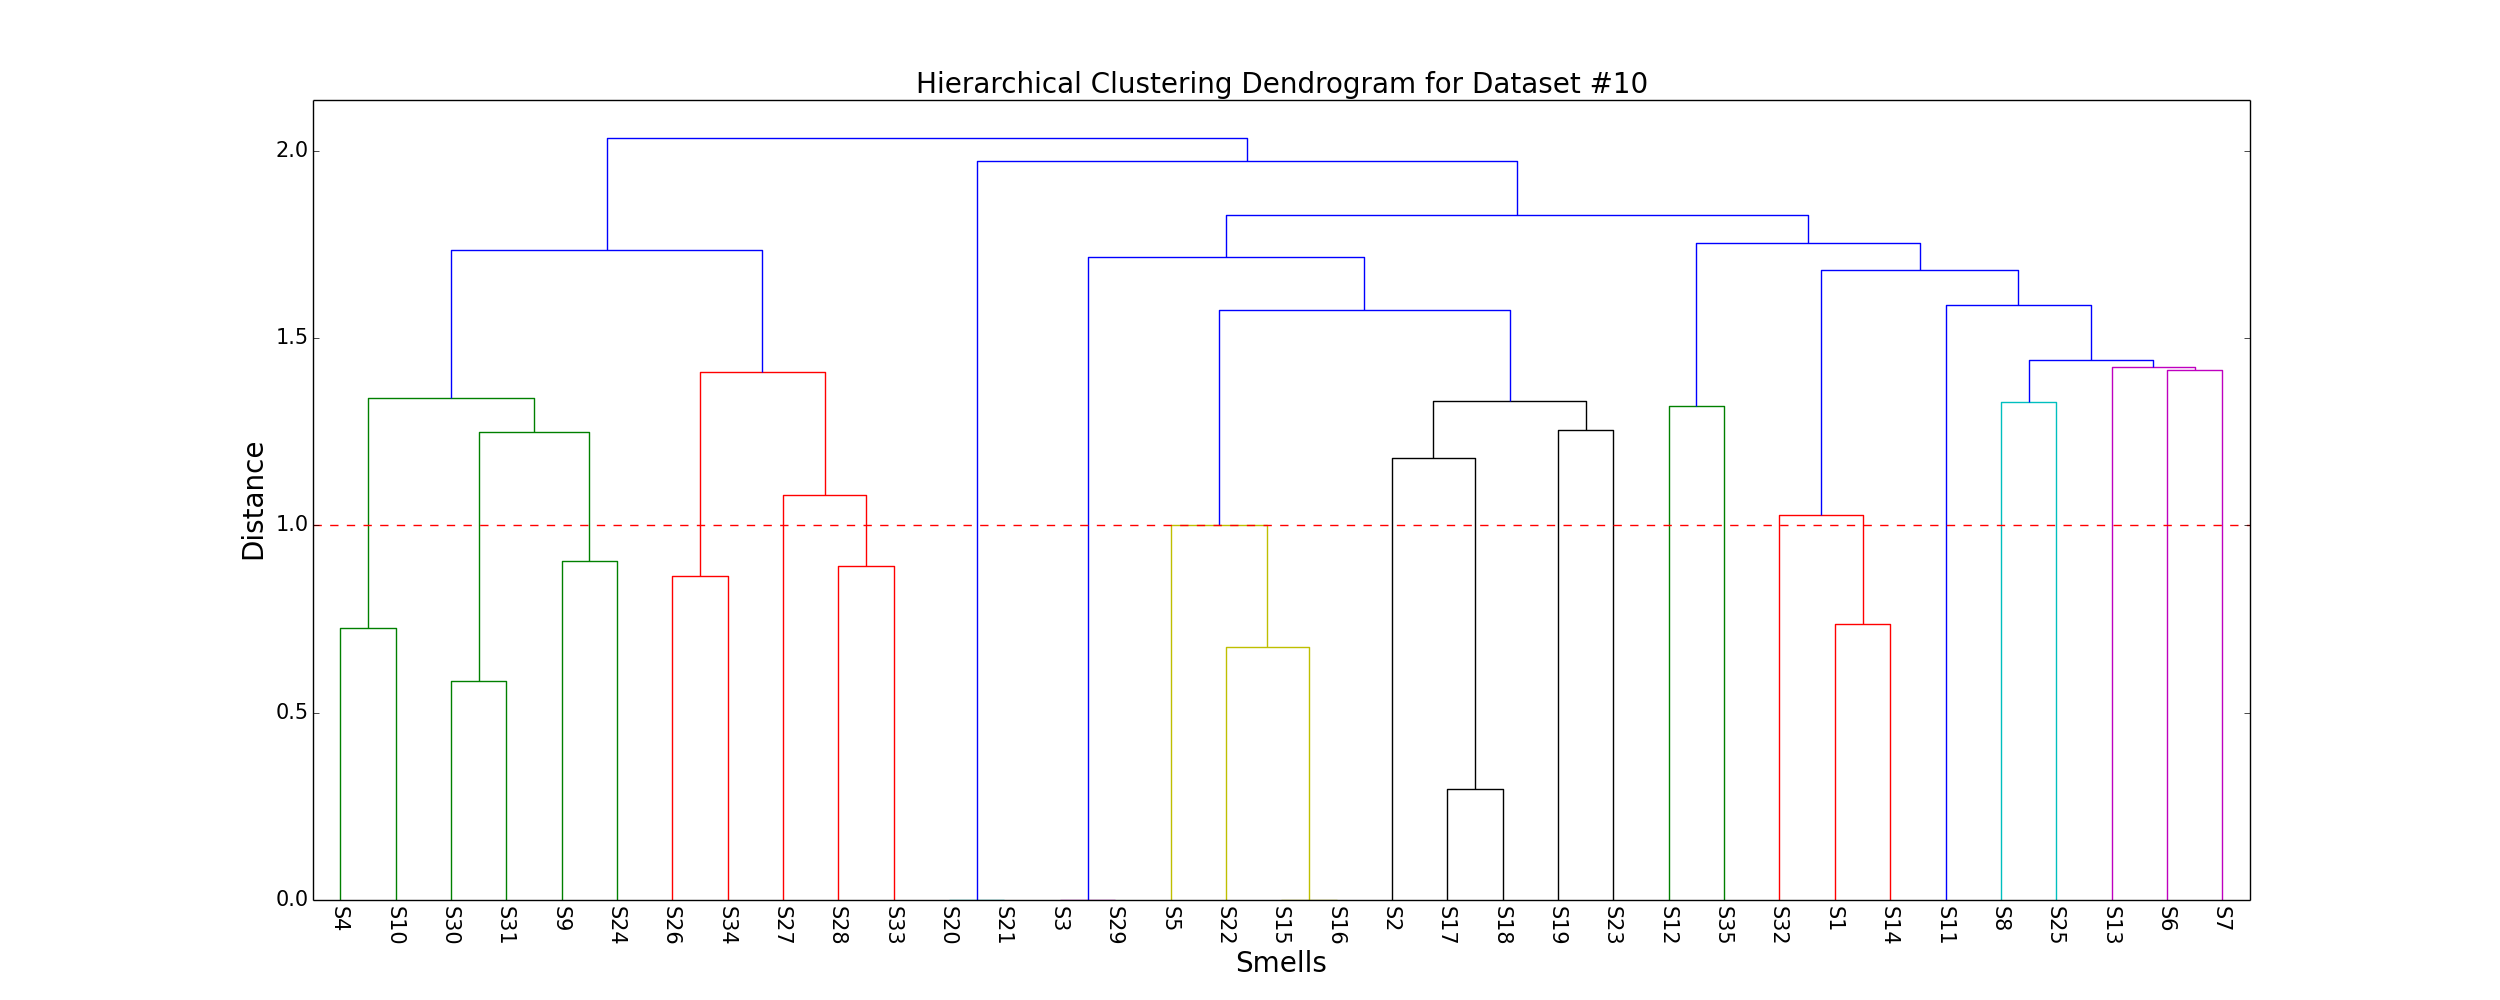 Hierarchical Clustering Dendrogram for Dataset #10
2.0
1.5
1.0
0.5
0.0
Distance
S4 S10 S30 S31 S9 S24 S26 S34 S27 S28 S33 S20 S21 S3 S29 S5 S22 S15 S16 S2 S17 S18 S19 S23 S12 S35 S32 S1 S14 S11 S8 S25 S13 S6 S7
Smells